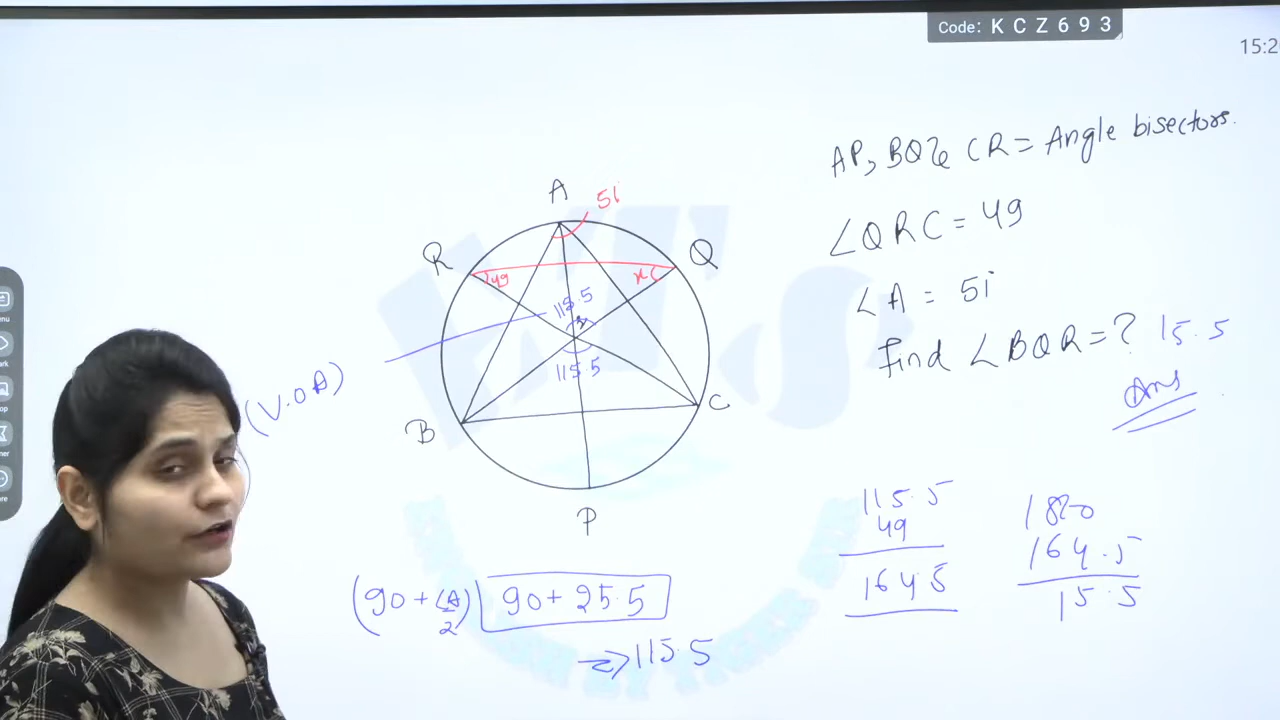 Code: K C Z 6 9 3
15:2
AP, BQ & CR = Angle bisectors.
∠QRC = 49
∠A = 51
find ∠BQR = ? 15.5
Ans
A
51
R
Q
49
x
115.5
115.5
(V.O.A)
B
C
P
(90 + ∠A/2) 90 + 25.5
⇒ 115.5
115.5
49
164.5
180
164.5
15.5